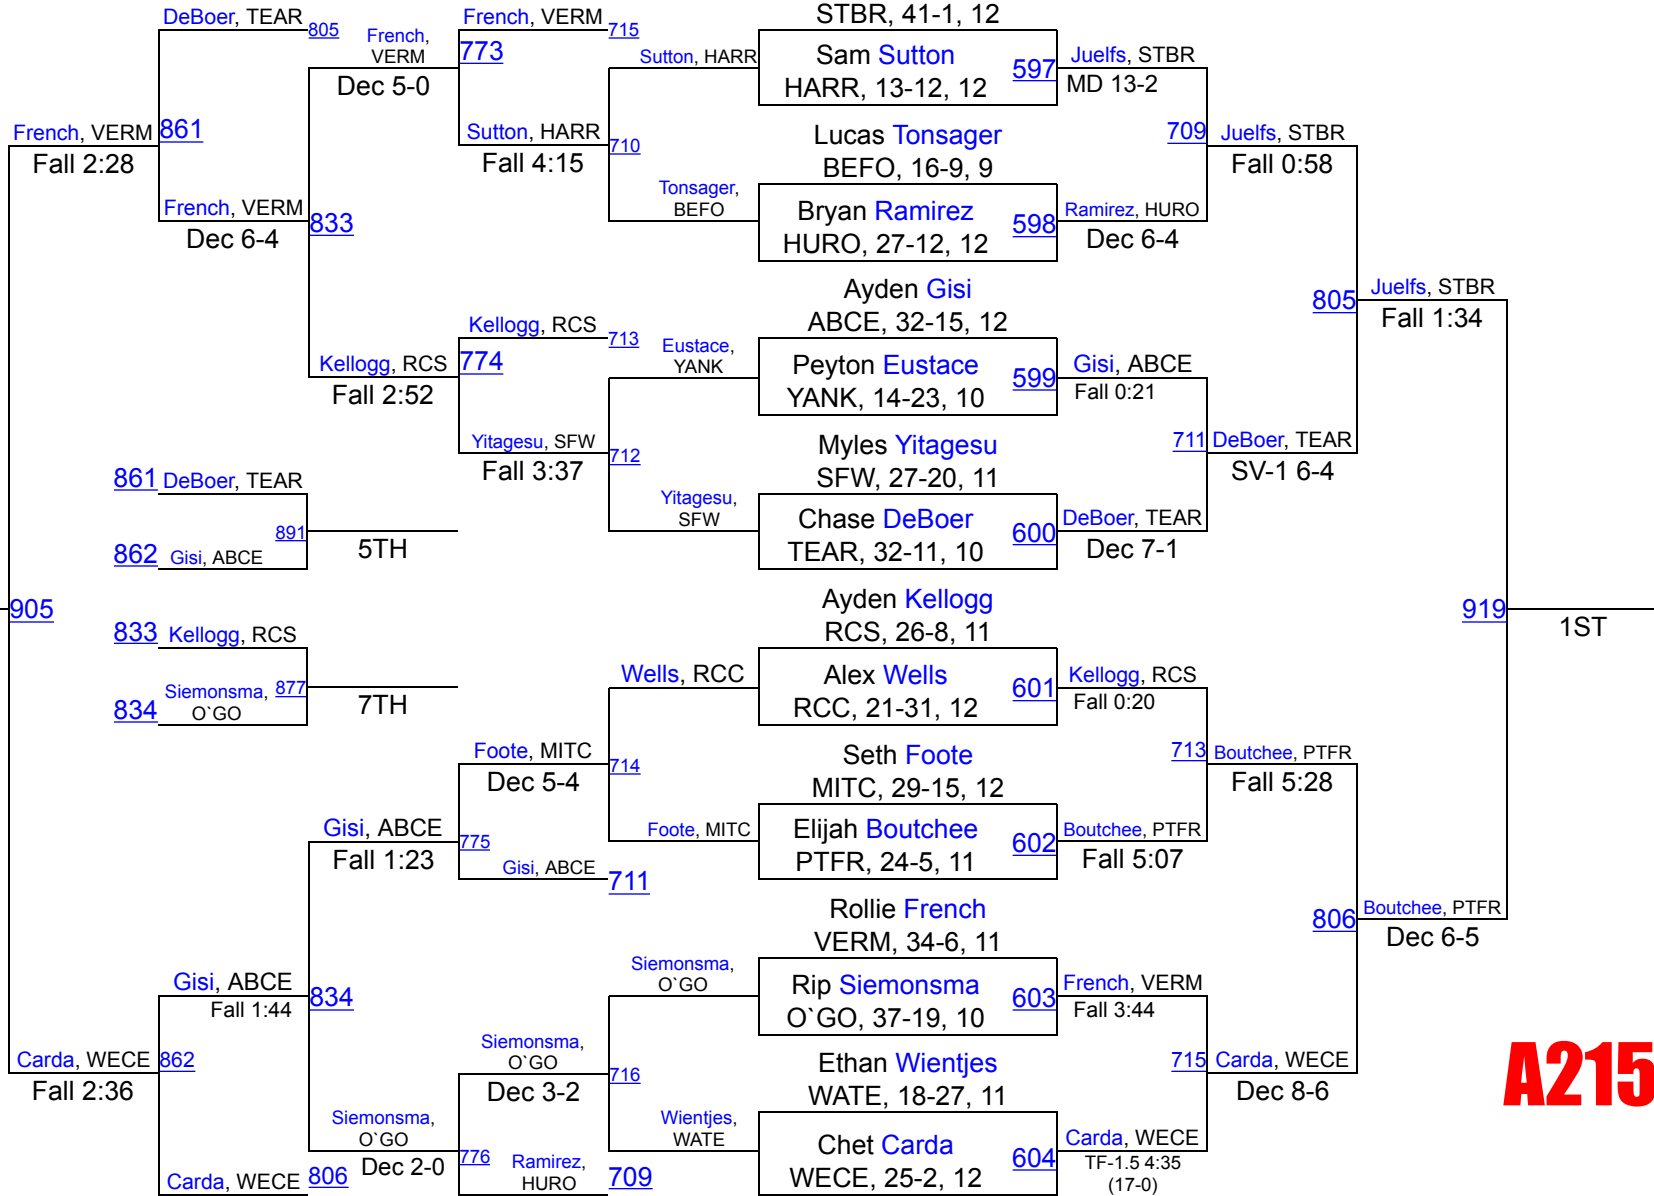 DeBoer, TEAR
805
French, VERM
861
Fall 2:28
French, VERM
Dec 6-4
French,
VERM
Dec 5-0
833
Kellogg, RCS
Fall 2:52
French, VERM
715
773
Sutton, HARR
Fall 4:15
710
Sutton, HARR
Tonsager,
BEFO
Kellogg, RCS
713
774
Yitagesu, SFW
Fall 3:37
712
Eustace,
YANK
Yitagesu,
SFW
861 DeBoer, TEAR
891
862 Gisi, ABCE
5TH
905
833 Kellogg, RCS
Siemonsma, 877
834 O`GO
7TH
Wells, RCC
Foote, MITC
Dec 5-4
714
Foote, MITC
Gisi, ABCE
Fall 1:23
775
Gisi, ABCE
711
Gisi, ABCE
Fall 1:44
834
Carda, WECE
862
Fall 2:36
Siemonsma,
O`GO
Siemonsma,
O`GO
Dec 3-2
716
Wientjes,
WATE
Siemonsma,
O`GO
Dec 2-0
776
Ramirez,
HURO
709
Carda, WECE
806
STBR, 41-1, 12
Sam Sutton
HARR, 13-12, 12
597
Juelfs, STBR
MD 13-2
Lucas Tonsager
BEFO, 16-9, 9
709
Juelfs, STBR
Fall 0:58
Bryan Ramirez
HURO, 27-12, 12
598
Ramirez, HURO
Dec 6-4
Ayden Gisi
ABCE, 32-15, 12
805
Juelfs, STBR
Fall 1:34
Peyton Eustace
YANK, 14-23, 10
599
Gisi, ABCE
Fall 0:21
Myles Yitagesu
SFW, 27-20, 11
711
DeBoer, TEAR
SV-1 6-4
Chase DeBoer
TEAR, 32-11, 10
600
DeBoer, TEAR
Dec 7-1
Ayden Kellogg
RCS, 26-8, 11
919
1ST
Alex Wells
RCC, 21-31, 12
601
Kellogg, RCS
Fall 0:20
Seth Foote
MITC, 29-15, 12
713
Boutchee, PTFR
Fall 5:28
Elijah Boutchee
PTFR, 24-5, 11
602
Boutchee, PTFR
Fall 5:07
Rollie French
VERM, 34-6, 11
806
Boutchee, PTFR
Dec 6-5
Rip Siemonsma
O`GO, 37-19, 10
603
French, VERM
Fall 3:44
Ethan Wientjes
WATE, 18-27, 11
715
Carda, WECE
Dec 8-6
Chet Carda
WECE, 25-2, 12
604
Carda, WECE
TF-1.5 4:35
(17-0)
A215